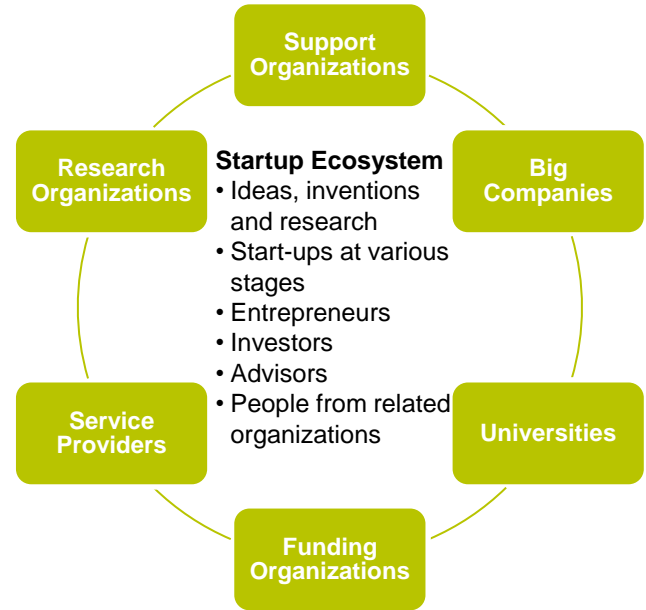 Support
Organizations
Research
Organizations
Startup Ecosystem
• Ideas, inventions
and research
• Start-ups at various
stages
• Entrepreneurs
• Investors
• Advisors
• People from related
organizations
Big
Companies
Service
Providers
Universities
Funding
Organizations